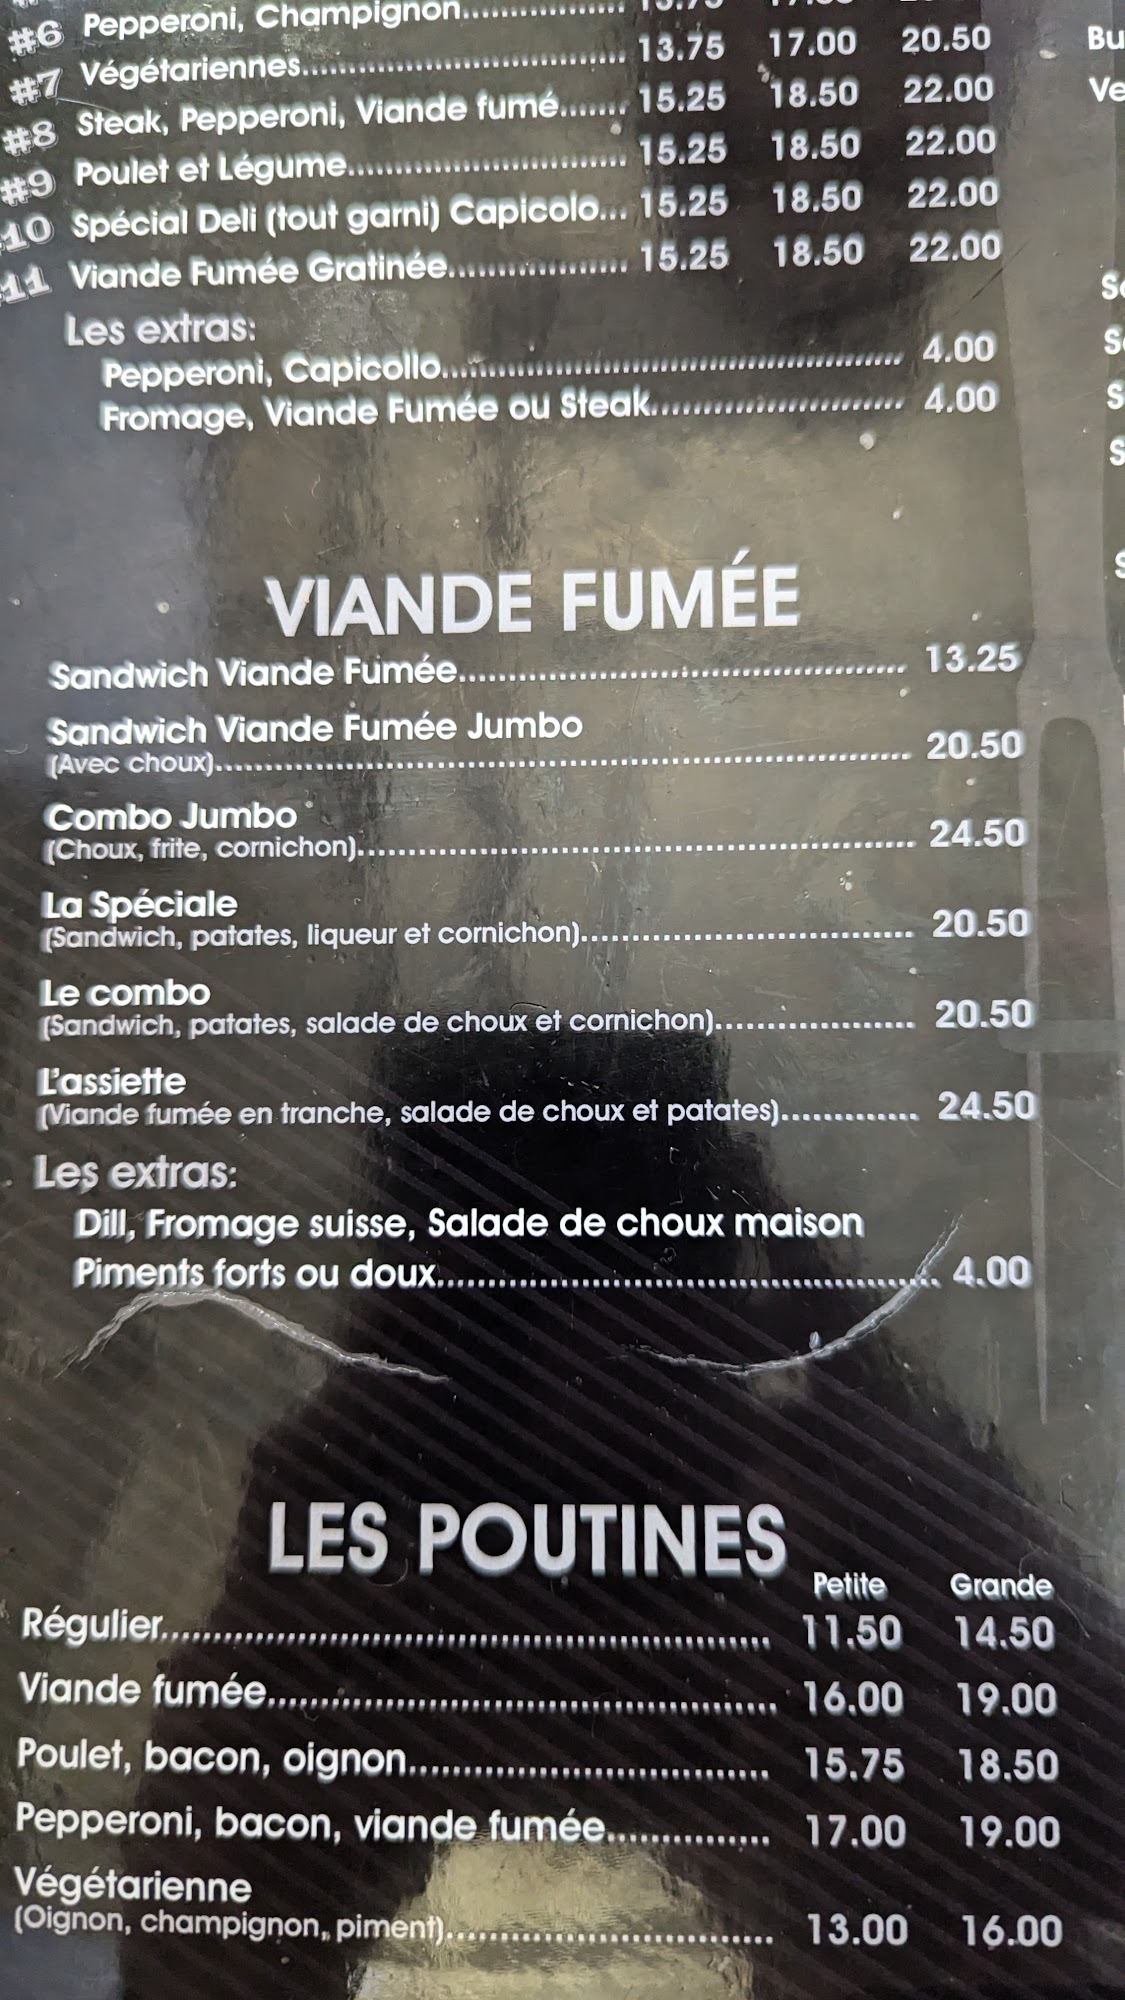 #6 Pepperoni, Champignon
#7 Végétariennes 13.75 17.00 20.50
#8 Steak, Pepperoni, Viande fumé 15.25 18.50 22.00
#9 Poulet et Légume 15.25 18.50 22.00
10 Spécial Deli (tout garni) Capicolo... 15.25 18.50 22.00
11 Viande Fumée Gratinée 15.25 18.50 22.00
Les extras:
Pepperoni, Capicollo 4.00
Fromage, Viande Fumée ou Steak 4.00
VIANDE FUMÉE
Sandwich Viande Fumée 13.25
Sandwich Viande Fumée Jumbo
(Avec choux) 20.50
Combo Jumbo
(Choux, frite, cornichon) 24.50
La Spéciale
(Sandwich, patates, liqueur et cornichon) 20.50
Le combo
(Sandwich, patates, salade de choux et cornichon) 20.50
L'assiette
(Viande fumée en tranche, salade de choux et patates) 24.50
Les extras:
Dill, Fromage suisse, Salade de choux maison
Piments forts ou doux 4.00
LES POUTINES
Petite Grande
Régulier 11.50 14.50
Viande fumée 16.00 19.00
Poulet, bacon, oignon 15.75 18.50
Pepperoni, bacon, viande fumée 17.00 19.00
Végétarienne
(Oignon, champignon, piment) 13.00 16.00